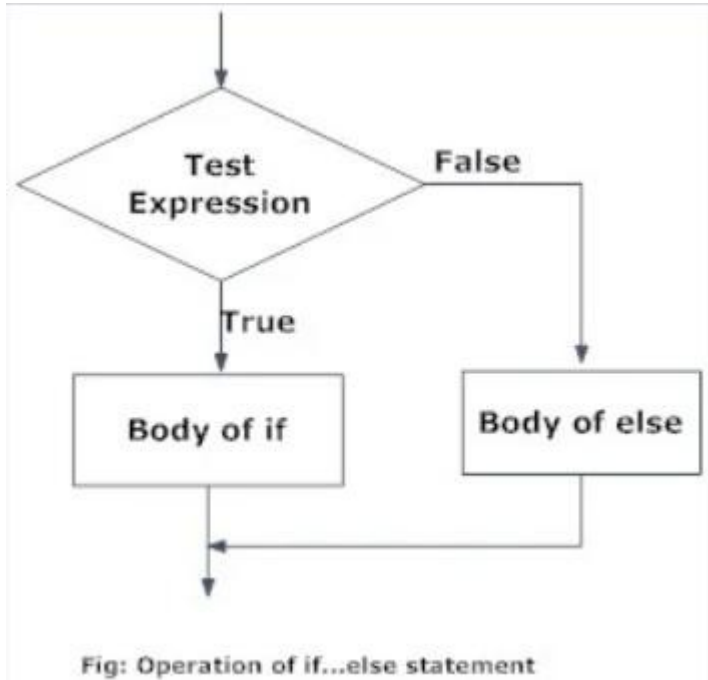 Test
Expression
False
True
Body of if
Body of else
Fig: Operation of if...else statement